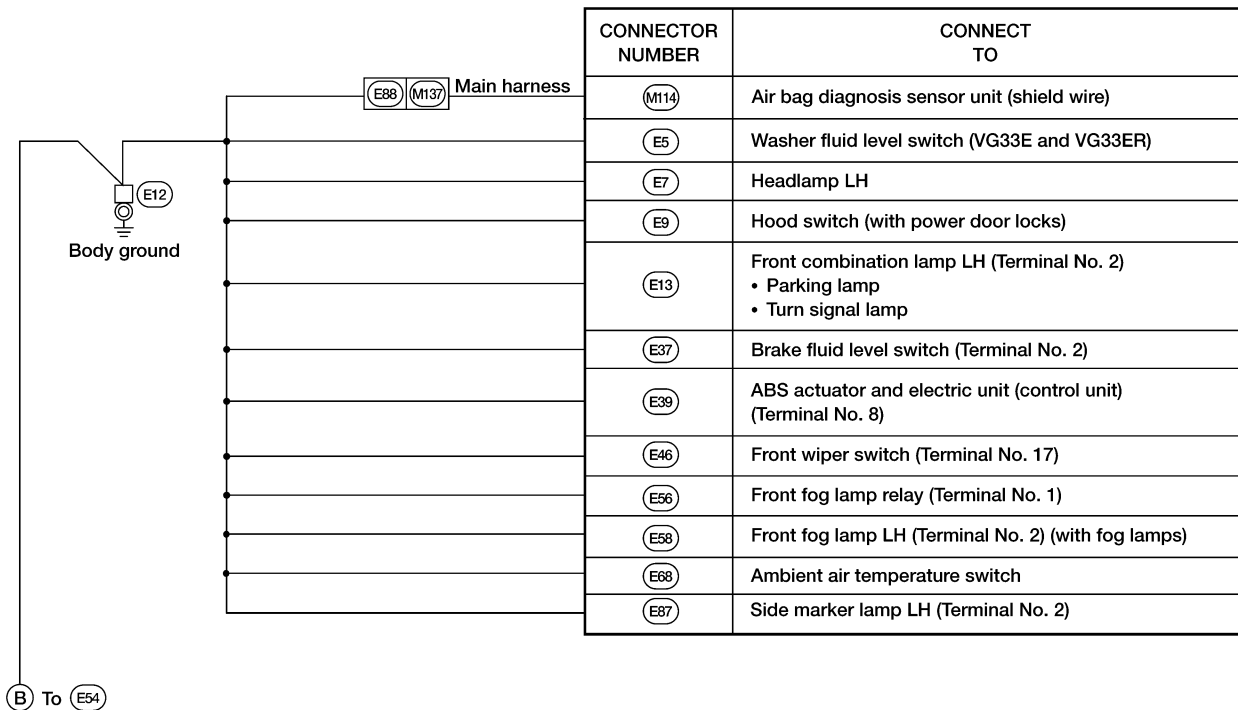 CONNECTOR NUMBER
CONNECT TO
E88 M137 Main harness
M114 Air bag diagnosis sensor unit (shield wire)
E5 Washer fluid level switch (VG33E and VG33ER)
E7 Headlamp LH
E12
E9 Hood switch (with power door locks)
Body ground
E13 Front combination lamp LH (Terminal No. 2)
• Parking lamp
• Turn signal lamp
E37 Brake fluid level switch (Terminal No. 2)
E39 ABS actuator and electric unit (control unit)
(Terminal No. 8)
E46 Front wiper switch (Terminal No. 17)
E56 Front fog lamp relay (Terminal No. 1)
E58 Front fog lamp LH (Terminal No. 2) (with fog lamps)
E68 Ambient air temperature switch
E87 Side marker lamp LH (Terminal No. 2)
B To E54